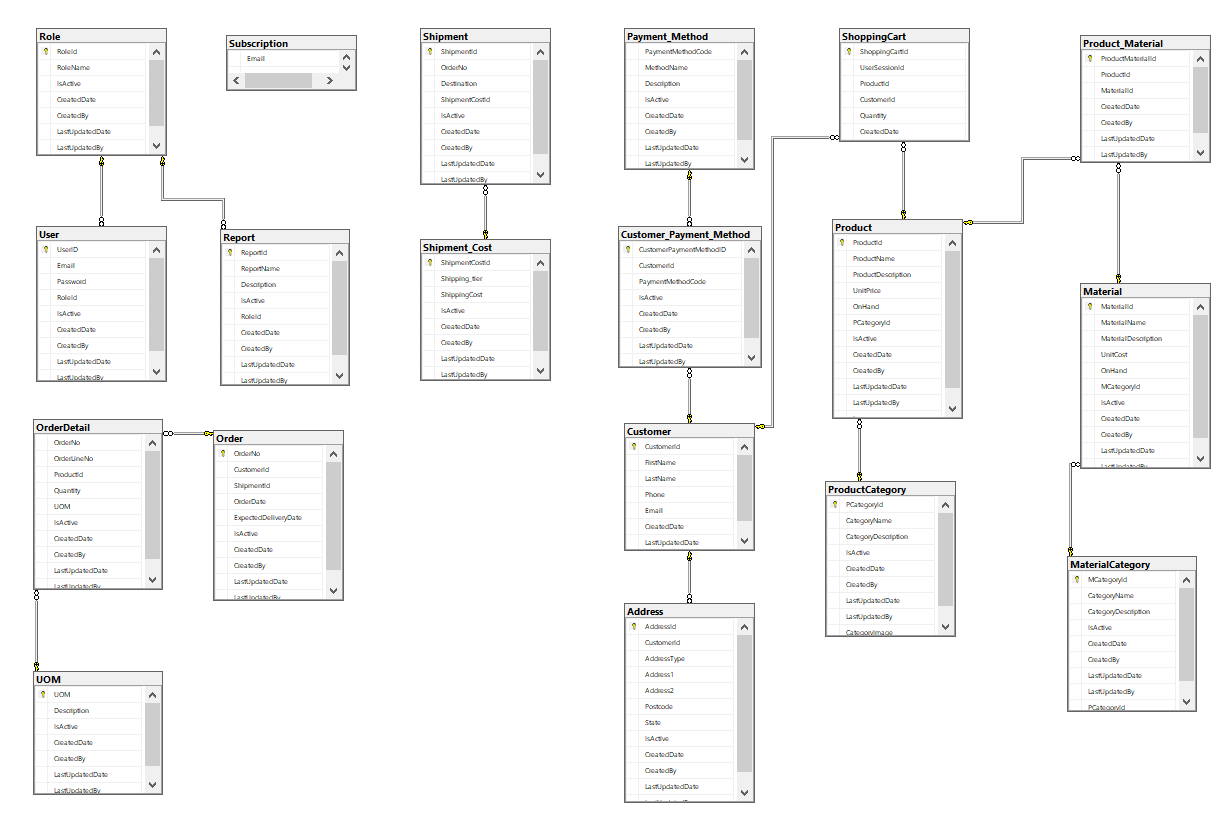 Role
RoleId
RoleName
IsActive
CreatedDate
CreatedBy
LastUpdatedDate
LastUpdatedBy
Subscription
Email
Shipment
ShipmentId
OrderNo
Destination
ShipmentCostId
IsActive
CreatedDate
CreatedBy
LastUpdatedDate
LastUpdatedBy
Payment_Method
PaymentMethodCode
MethodName
Description
IsActive
CreatedDate
CreatedBy
LastUpdatedDate
LastUpdatedBy
ShoppingCart
ShoppingCartId
UserSessionId
ProductId
CustomerId
Quantity
CreatedDate
Product_Material
ProductMaterialId
ProductId
MaterialId
CreatedDate
CreatedBy
LastUpdatedDate
LastUpdatedBy
User
UserID
Email
Password
RoleId
IsActive
CreatedDate
CreatedBy
LastUpdatedDate
LastUpdatedBy
Report
ReportId
ReportName
Description
IsActive
RoleId
CreatedDate
CreatedBy
LastUpdatedDate
LastUpdatedBy
Shipment_Cost
ShipmentCostId
Shipping_tier
ShippingCost
IsActive
CreatedDate
CreatedBy
LastUpdatedDate
LastUpdatedBy
Customer_Payment_Method
CustomerPaymentMethodID
CustomerId
PaymentMethodCode
IsActive
CreatedDate
CreatedBy
LastUpdatedDate
LastUpdatedBy
Product
ProductId
ProductName
ProductDescription
UnitPrice
OnHand
PCategoryId
IsActive
CreatedDate
CreatedBy
LastUpdatedDate
LastUpdatedBy
Material
MaterialId
MaterialName
MaterialDescription
UnitCost
OnHand
MCategoryId
IsActive
CreatedDate
CreatedBy
LastUpdatedDate
LastUpdatedBy
OrderDetail
OrderNo
OrderLineNo
ProductId
Quantity
UOM
IsActive
CreatedDate
CreatedBy
LastUpdatedDate
LastUpdatedBy
Order
OrderNo
CustomerId
ShipmentId
OrderDate
ExpectedDeliveryDate
IsActive
CreatedDate
CreatedBy
LastUpdatedDate
LastUpdatedBy
Customer
CustomerId
FirstName
LastName
Phone
Email
CreatedDate
LastUpdatedDate
ProductCategory
PCategoryId
CategoryName
CategoryDescription
IsActive
CreatedDate
CreatedBy
LastUpdatedDate
LastUpdatedBy
CategoryImage
MaterialCategory
MCategoryId
CategoryName
CategoryDescription
IsActive
CreatedDate
CreatedBy
LastUpdatedDate
LastUpdatedBy
PCategoryId
UOM
UOM
Description
IsActive
CreatedDate
CreatedBy
LastUpdatedDate
LastUpdatedBy
Address
AddressId
CustomerId
AddressType
Address1
Address2
Postcode
State
IsActive
CreatedDate
CreatedBy
LastUpdatedDate